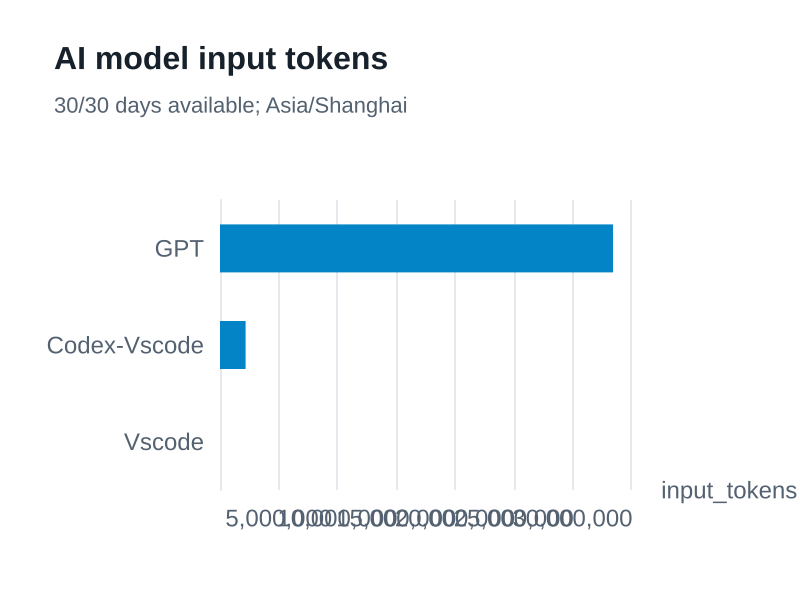 AI model input tokens
30/30 days available; Asia/Shanghai
GPT
Codex-Vscode
Vscode
input_tokens